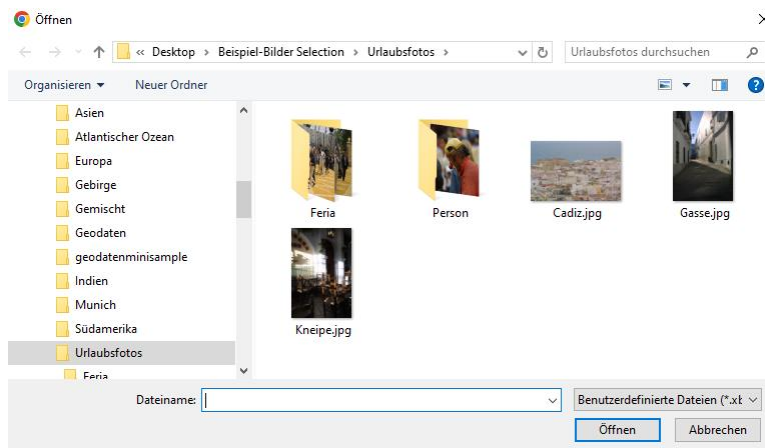 Öffnen
« Desktop > Beispiel-Bilder Selection > Urlaubsfotos >
Urlaubsfotos durchsuchen
Organisieren
Neuer Ordner
?
Asien
Atlantischer Ozean
Europa
Gebirge
Gemischt
Geodaten
geodatenminisample
Indien
Munich
Südamerika
Urlaubsfotos
Feria
Feria
Person
Cadiz.jpg
Gasse.jpg
Kneipe.jpg
Dateiname:
Benutzerdefinierte Dateien (*.xb
Öffnen
Abbrechen